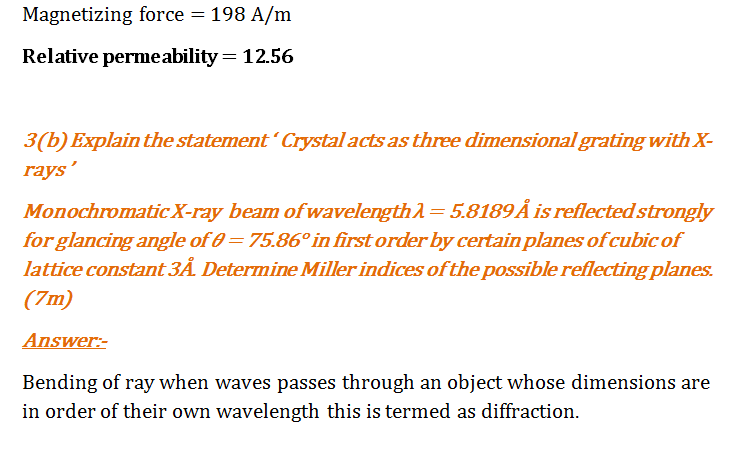 Magnetizing force = 198 A/m
Relative permeability = 12.56
3(b) Explain the statement ‘ Crystal acts as three dimensional grating with X-
rays ’
Monochromatic X-ray beam of wavelength λ = 5.8189 Å is reflected strongly
for glancing angle of θ = 75.86° in first order by certain planes of cubic of
lattice constant 3Å. Determine Miller indices of the possible reflecting planes.
(7m)
Answer:-
Bending of ray when waves passes through an object whose dimensions are
in order of their own wavelength this is termed as diffraction.